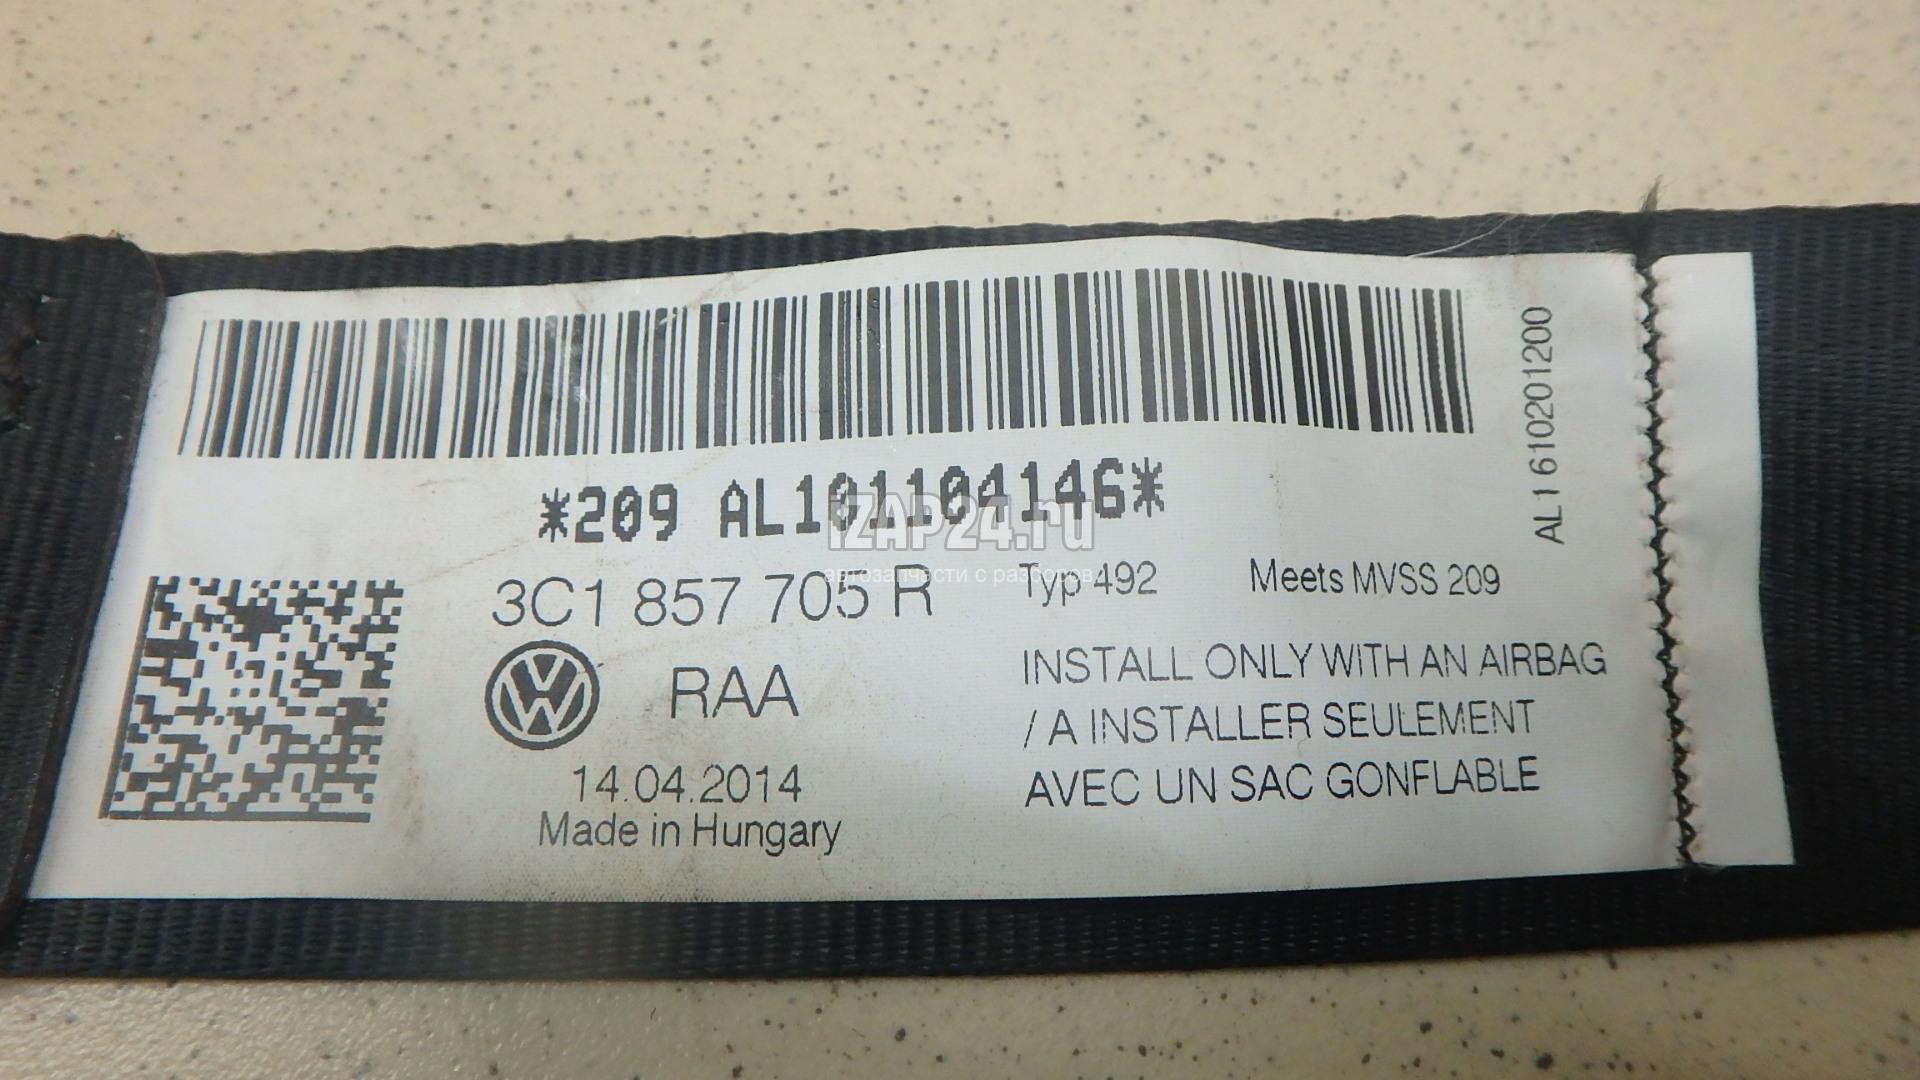 *209 AL101104146*
3C1 857 705 R
Typ 492
Meets MVSS 209
RAA
14.04.2014
Made in Hungary
INSTALL ONLY WITH AN AIRBAG
/ A INSTALLER SEULEMENT
AVEC UN SAC GONFLABLE
AL1 610201200
iZAP24.ru
автозапчасти с разборов